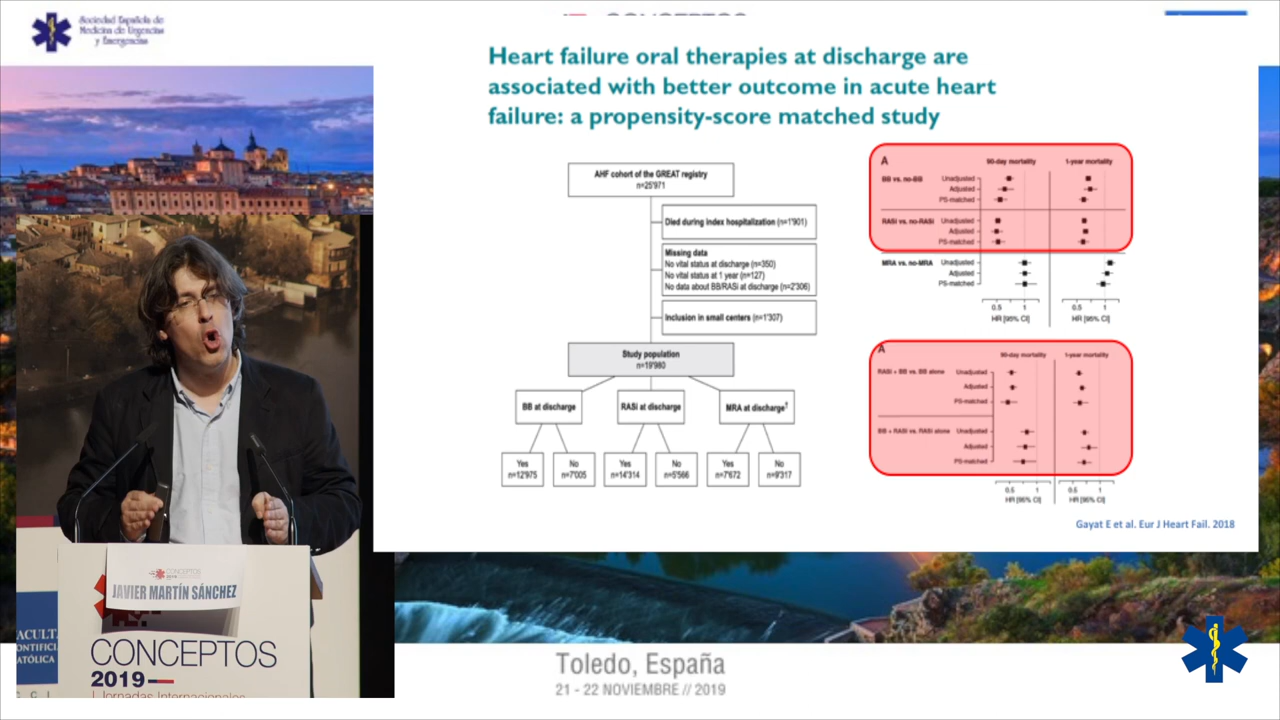 Sociedad Española de
Medicina de Urgencias
y Emergencias
CONCEPTOS
Heart failure oral therapies at discharge are
associated with better outcome in acute heart
failure: a propensity-score matched study
AHF cohort of the GREAT registry
n=25'971
Died during index hospitalization (n=1'901)
Missing data
No vital status at discharge (n=350)
No vital status at 1 year (n=127)
No data about BB/RASi at discharge (n=2'306)
Inclusion in small centers (n=1'307)
Study population
n=19'980
BB at discharge
RASi at discharge
MRA at discharge†
Yes
n=12'975
No
n=7'005
Yes
n=14'314
No
n=5'566
Yes
n=7'672
No
n=9'317
A
90-day mortality
1-year mortality
BB vs. no-BB
Unadjusted
Adjusted
PS-matched
RASi vs. no-RASi
Unadjusted
Adjusted
PS-matched
MRA vs. no-MRA
Unadjusted
Adjusted
PS-matched
0.5 1
0.5 1
HR [95% CI]
HR [95% CI]
A
90-day mortality
1-year mortality
RASi + BB vs. BB alone
Unadjusted
Adjusted
PS-matched
BB + RASi vs. RASi alone
Unadjusted
Adjusted
PS-matched
0.5 1
0.5 1
HR [95% CI]
HR [95% CI]
Gayat E et al. Eur J Heart Fail. 2018
CONCEPTOS
JAVIER MARTÍN SÁNCHEZ
ACULT
ONTIFICI
ATÓLICA
CONCEPTOS
2019
I Jornadas Internacionales
Toledo, España
21 - 22 NOVIEMBRE // 2019